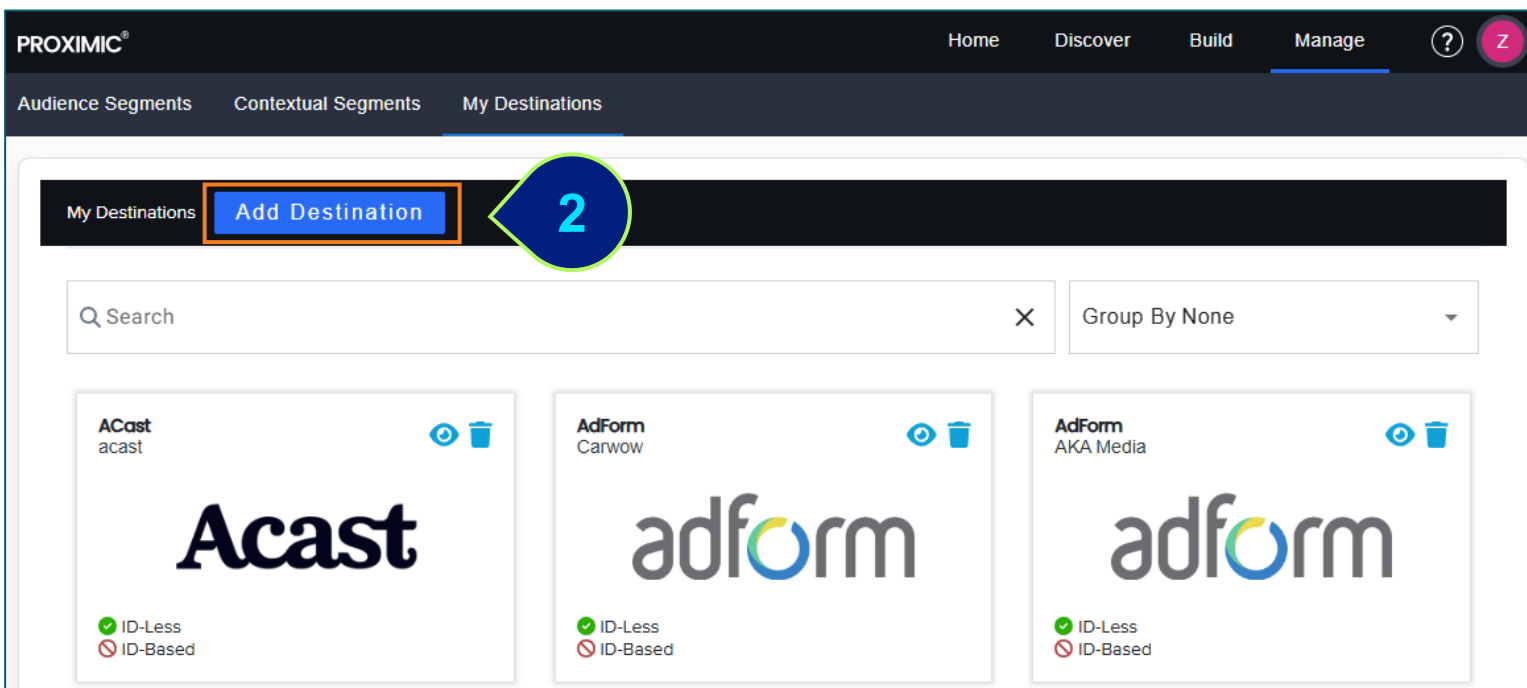 PROXIMIC®
Home Discover Build Manage ? Z
Audience Segments Contextual Segments My Destinations
My Destinations Add Destination 2
Search Group By None
ACast AdForm AdForm
acast Carwow AKA Media
Acast adform adform
ID-Less ID-Less ID-Less
ID-Based ID-Based ID-Based